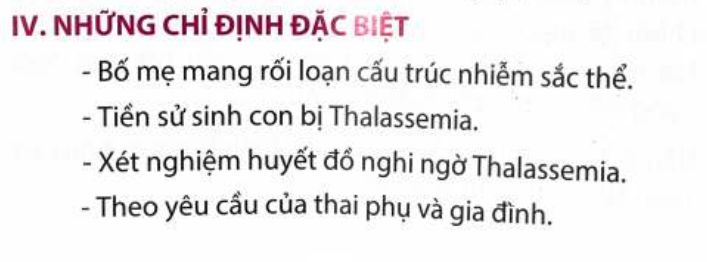 IV. NHỮNG CHỈ ĐỊNH ĐẶC BIỆT
- Bố mẹ mang rối loạn cấu trúc nhiễm sắc thể.
- Tiền sử sinh con bị Thalassemia.
- Xét nghiệm huyết đồ nghi ngờ Thalassemia.
- Theo yêu cầu của thai phụ và gia đình.